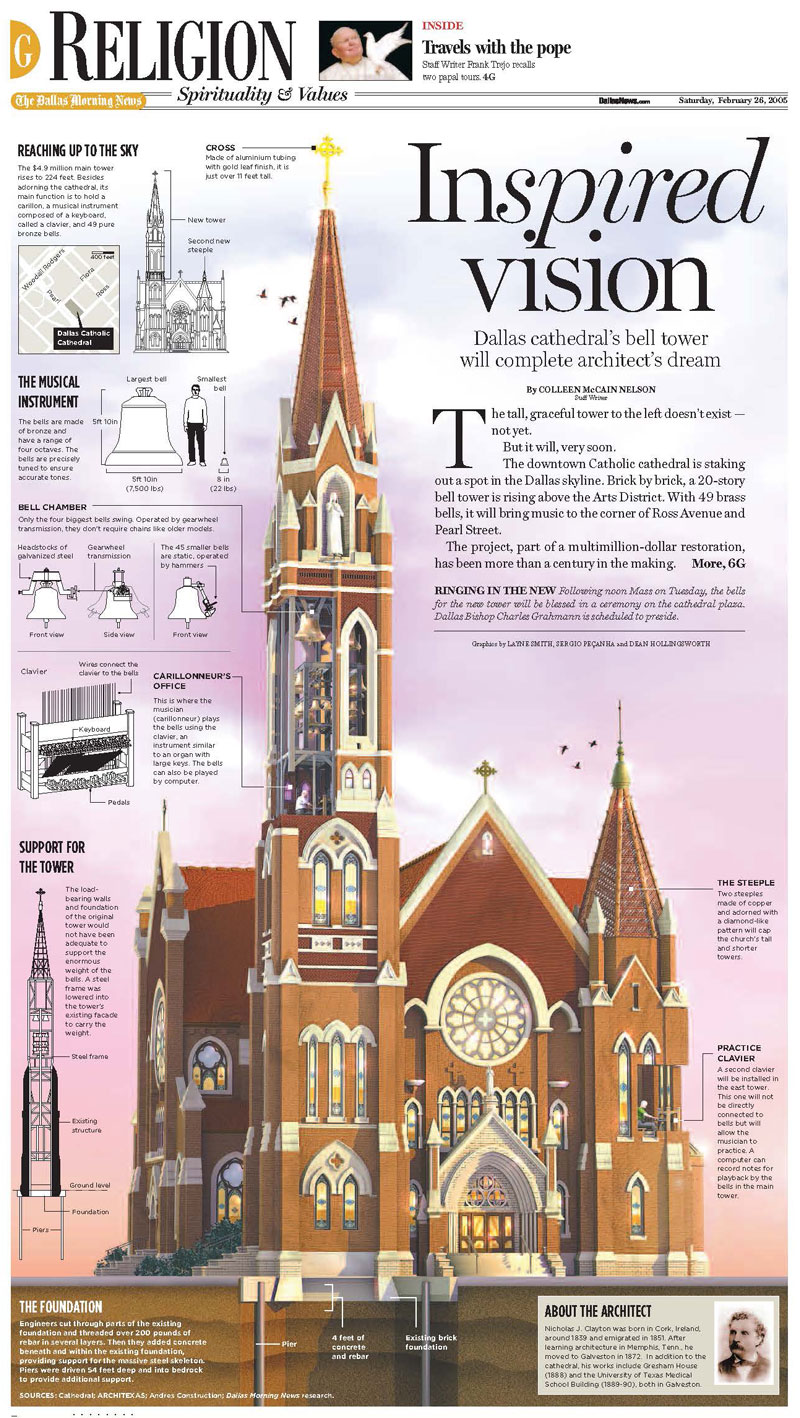 G
RELIGION
Spirituality & Values
The Dallas Morning News
INSIDE
Travels with the pope
Staff Writer Frank Trejo recalls
two papal tours. 4G
DallasNews.com
Saturday, February 26, 2005
REACHING UP TO THE SKY
The $4.9 million main tower
rises to 224 feet. Besides
adorning the cathedral, its
main function is to hold a
carillon, a musical instrument
composed of a keyboard,
called a clavier, and 49 pure
bronze bells.
CROSS
Made of aluminium tubing
with gold leaf finish, it is
just over 11 feet tall.
New tower
Second new
steeple
400 feet
Woodall Rodgers
Flora
Pearl
Ross
Dallas Catholic
Cathedral
Inspired
vision
Dallas cathedral's bell tower
will complete architect's dream
By COLLEEN McCAIN NELSON
Staff Writer
The tall, graceful tower to the left doesn't exist —
not yet.
But it will, very soon.
The downtown Catholic cathedral is staking
out a spot in the Dallas skyline. Brick by brick, a 20-story
bell tower is rising above the Arts District. With 49 brass
bells, it will bring music to the corner of Ross Avenue and
Pearl Street.
The project, part of a multimillion-dollar restoration,
has been more than a century in the making. More, 6G
RINGING IN THE NEW Following noon Mass on Tuesday, the bells
for the new tower will be blessed in a ceremony on the cathedral plaza.
Dallas Bishop Charles Grahmann is scheduled to preside.
Graphics by LAYNE SMITH, SERGIO PEÇANHA and DEAN HOLLINGSWORTH
THE MUSICAL
INSTRUMENT
The bells are made
of bronze and
have a range of
four octaves. The
bells are precisely
tuned to ensure
accurate tones.
Largest bell
Smallest
bell
5ft 10in
5ft 10in
(7,500 lbs)
8 in
(22 lbs)
BELL CHAMBER
Only the four biggest bells swing. Operated by gearwheel
transmission, they don't require chains like older models.
Headstocks of
galvanized steel
Gearwheel
transmission
The 45 smaller bells
are static, operated
by hammers
Front view
Side view
Front view
Clavier
Wires connect the
clavier to the bells
Keyboard
Pedals
CARILLONNEUR'S
OFFICE
This is where the
musician
(carillonneur) plays
the bells using the
clavier, an
instrument similar
to an organ with
large keys. The bells
can also be played
by computer.
SUPPORT FOR
THE TOWER
The load-
bearing walls
and foundation
of the original
tower would
not have been
adequate to
support the
enormous
weight of the
bells. A steel
frame was
lowered into
the tower's
existing facade
to carry the
weight.
Steel frame
Existing
structure
Ground level
Foundation
Piers
THE STEEPLE
Two steeples
made of copper
and adorned with
a diamond-like
pattern will cap
the church's tall
and shorter
towers.
PRACTICE
CLAVIER
A second clavier
will be installed in
the east tower.
This one will not
be directly
connected to
bells but will
allow the
musician to
practice. A
computer can
record notes for
playback by the
bells in the main
tower.
THE FOUNDATION
Engineers cut through parts of the existing
foundation and threaded over 200 pounds of
rebar in several layers. Then they added concrete
beneath and within the existing foundation,
providing support for the massive steel skeleton.
Piers were driven 54 feet deep and into bedrock
to provide additional support.
Pier
4 feet of
concrete
and rebar
Existing brick
foundation
SOURCES: Cathedral; ARCHITEXAS; Andres Construction; Dallas Morning News research.
ABOUT THE ARCHITECT
Nicholas J. Clayton was born in Cork, Ireland,
around 1839 and emigrated in 1851. After
learning architecture in Memphis, Tenn., he
moved to Galveston in 1872. In addition to the
cathedral, his works include Gresham House
(1888) and the University of Texas Medical
School Building (1889-90), both in Galveston.